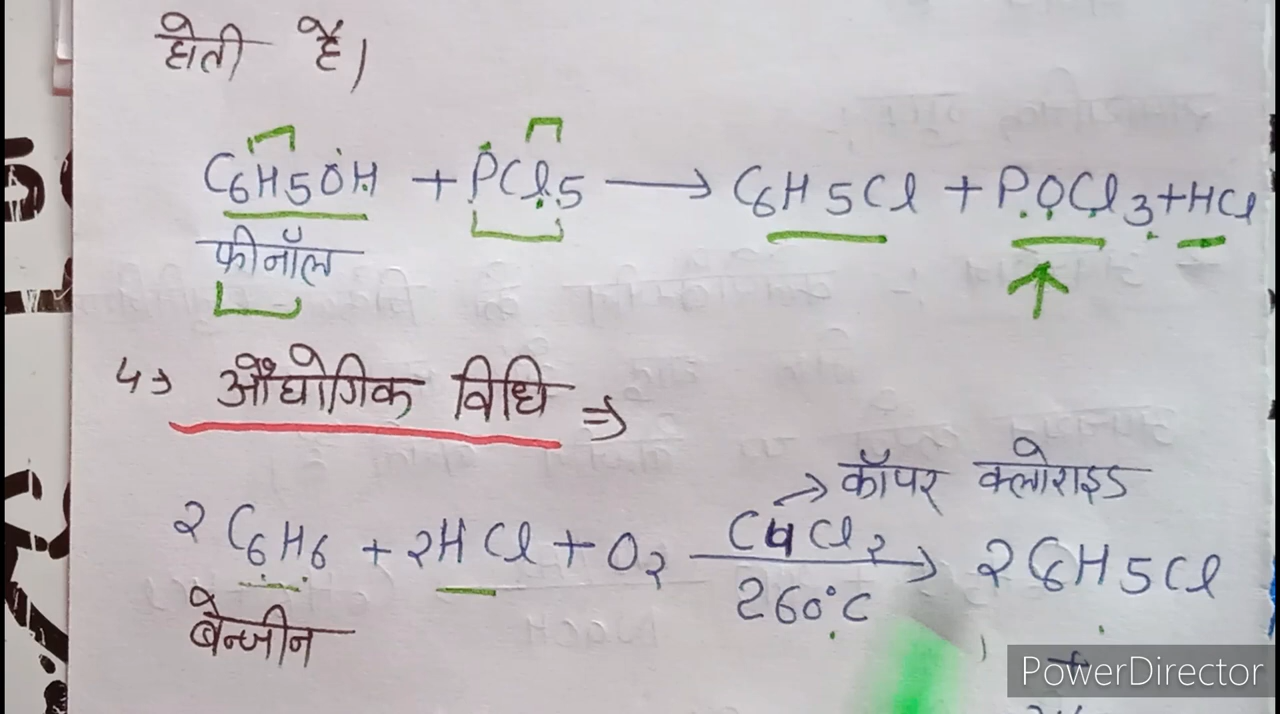 होती है।
C6H5OH + PCl5 → C6H5Cl + POCl3 + HCl
फीनॉल
4→ औद्योगिक विधि ⇒
→ कॉपर क्लोराइड
2C6H6 + 2HCl + O2 CuCl2 → 2C6H5Cl
260°C
बेन्जीन
+
PowerDirector